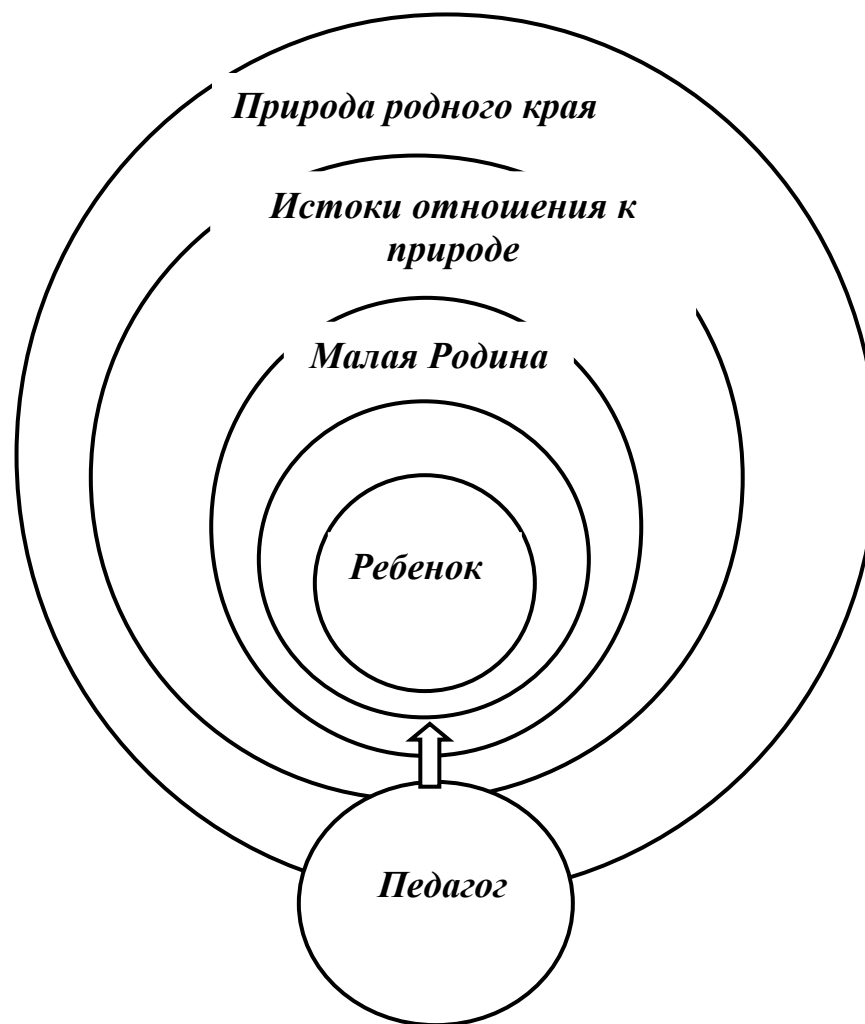 Природа родного края
Истоки отношения к
природе
Малая Родина
Ребенок
Педагог